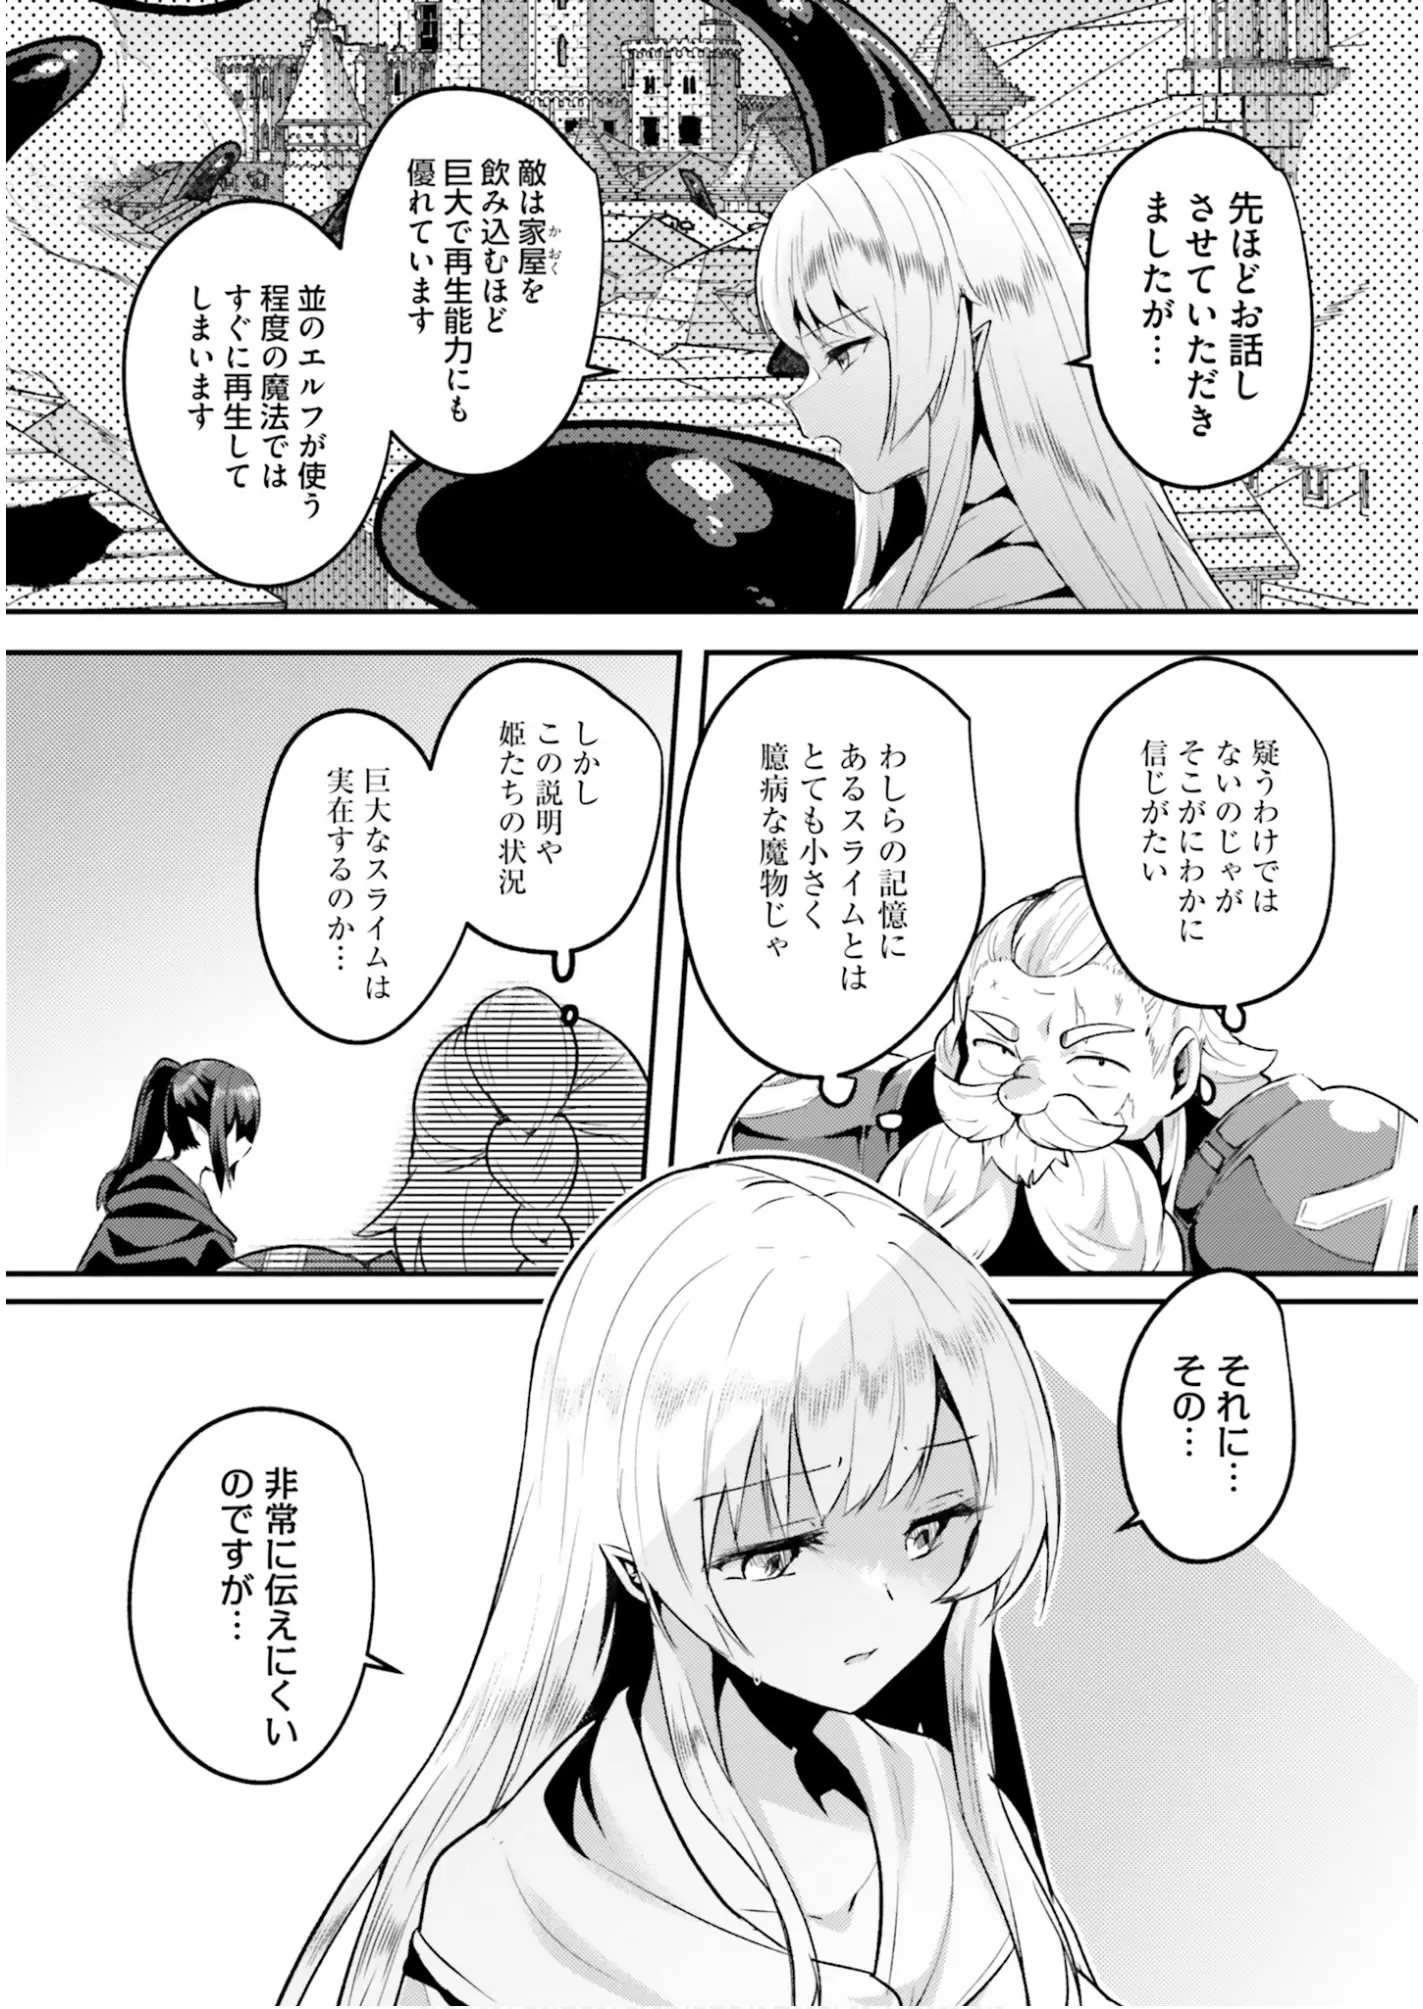 先ほどお話し
させていただき
ましたが…
敵は家屋を
かおく
飲み込むほど
巨大で再生能力にも
優れています
並のエルフが使う
程度の魔法では
すぐに再生して
しまいます
疑うわけでは
ないのじゃが
そこがにわかに
信じがたい
わしらの記憶に
あるスライムとは
とても小さく
臆病な魔物じゃ
しかし
この説明や
姫たちの状況
巨大なスライムは
実在するのか…
それに…
その…
非常に伝えにくい
のですが…